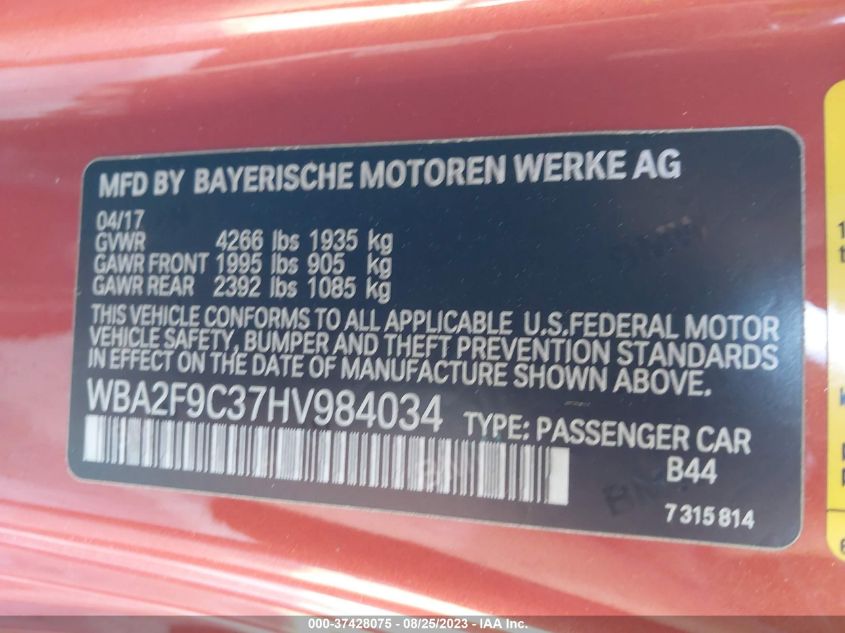 MFD BY BAYERISCHE MOTOREN WERKE AG
04/17
GVWR 4266 lbs 1935 kg
GAWR FRONT 1995 lbs 905 kg
GAWR REAR 2392 lbs 1085 kg
THIS VEHICLE CONFORMS TO ALL APPLICABLE U.S.FEDERAL MOTOR
VEHICLE SAFETY, BUMPER AND THEFT PREVENTION STANDARDS
IN EFFECT ON THE DATE OF MANUFACTURE SHOWN ABOVE.
WBA2F9C37HV984034 TYPE: PASSENGER CAR
B44
7 315 814
000-37428075 - 08/25/2023 - IAA Inc.